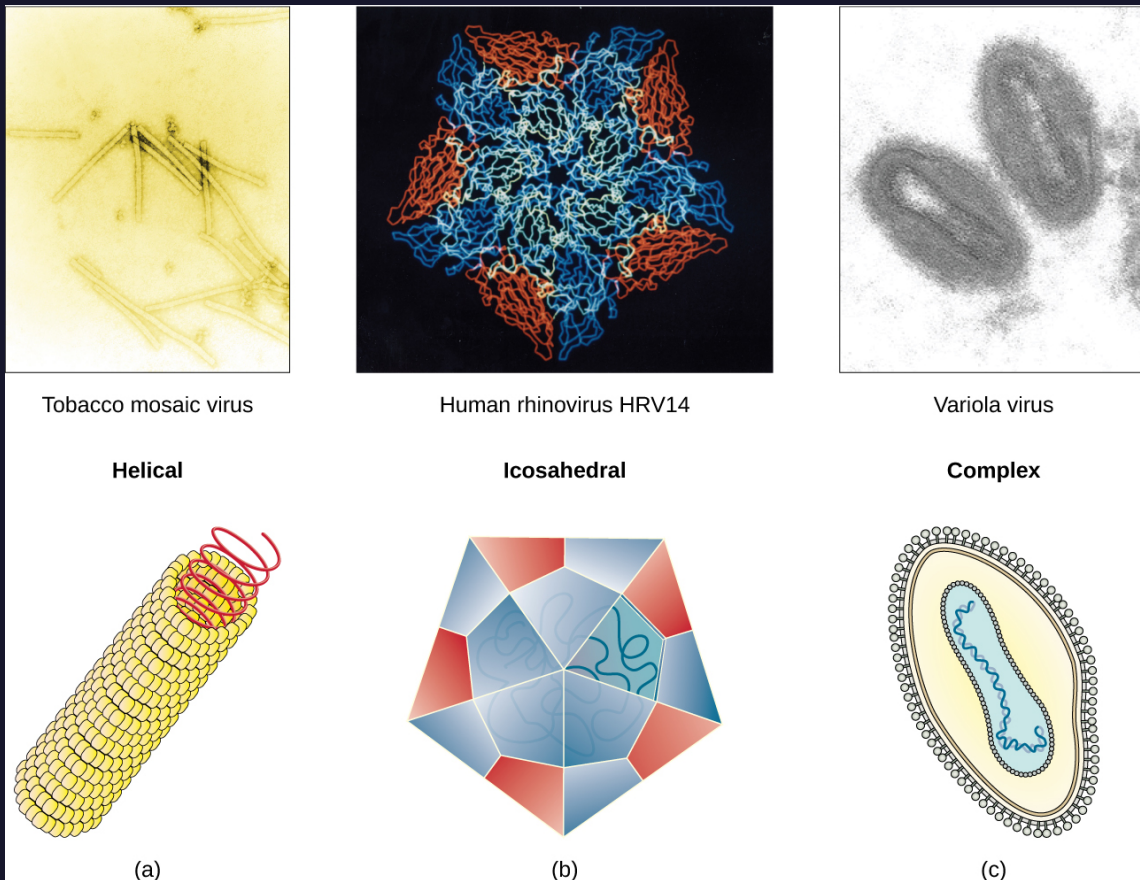 Tobacco mosaic virus
Human rhinovirus HRV14
Variola virus
Helical
Icosahedral
Complex
(a)
(b)
(c)